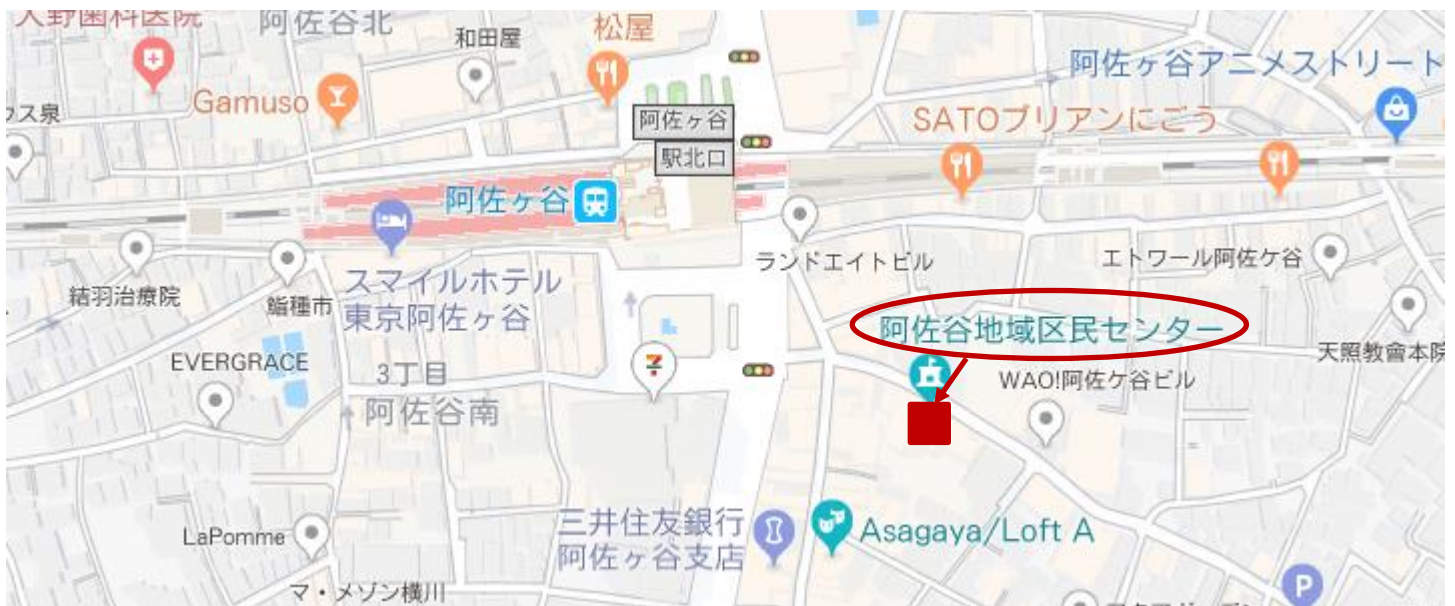 阿佐谷北
和田屋
松屋
Gamuso
阿佐ヶ谷
駅北口
阿佐ヶ谷アニメストリート
SATOブリアンにごう
阿佐ヶ谷
ランドエイトビル
エトワール阿佐ケ谷
結羽治療院
鮨種市
スマイルホテル
東京阿佐ヶ谷
阿佐谷地域区民センター
天照教會本院
EVERGRACE
3丁目
阿佐谷南
WAO!阿佐ケ谷ビル
三井住友銀行
阿佐ヶ谷支店
Asagaya/Loft A
LaPomme
マ・メゾン横川
P